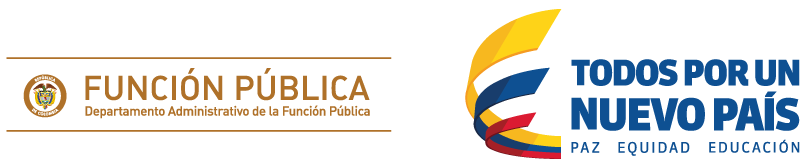 FUNCIÓN PÚBLICA
Departamento Administrativo de la Función Pública
TODOS POR UN
NUEVO PAÍS
PAZ EQUIDAD EDUCACIÓN